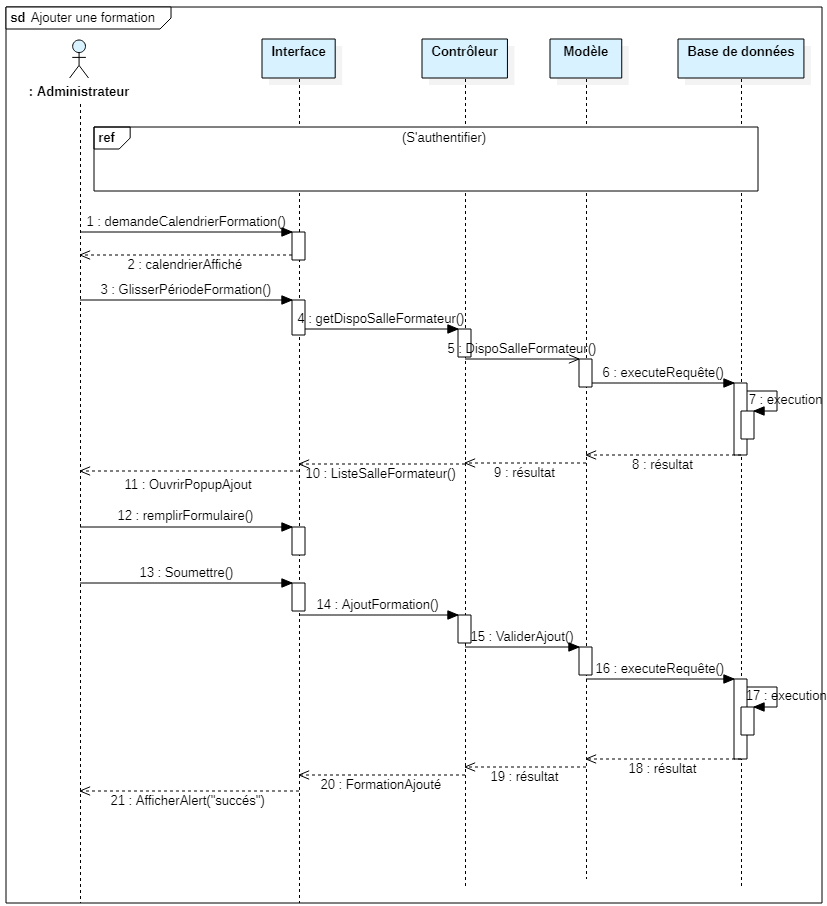 sd Ajouter une formation
: Administrateur
Interface
Contrôleur
Modèle
Base de données
ref
(S'authentifier)
1 : demandeCalendrierFormation()
2 : calendrierAffiché
3 : GlisserPériodeFormation()
4 : getDispoSalleFormateur()
5 : DispoSalleFormateur()
6 : executeRequête()
7 : execution
8 : résultat
9 : résultat
10 : ListeSalleFormateur()
11 : OuvrirPopupAjout
12 : remplirFormulaire()
13 : Soumettre()
14 : AjoutFormation()
15 : ValiderAjout()
16 : executeRequête()
17 : execution
18 : résultat
19 : résultat
20 : FormationAjouté
21 : AfficherAlert("succés")